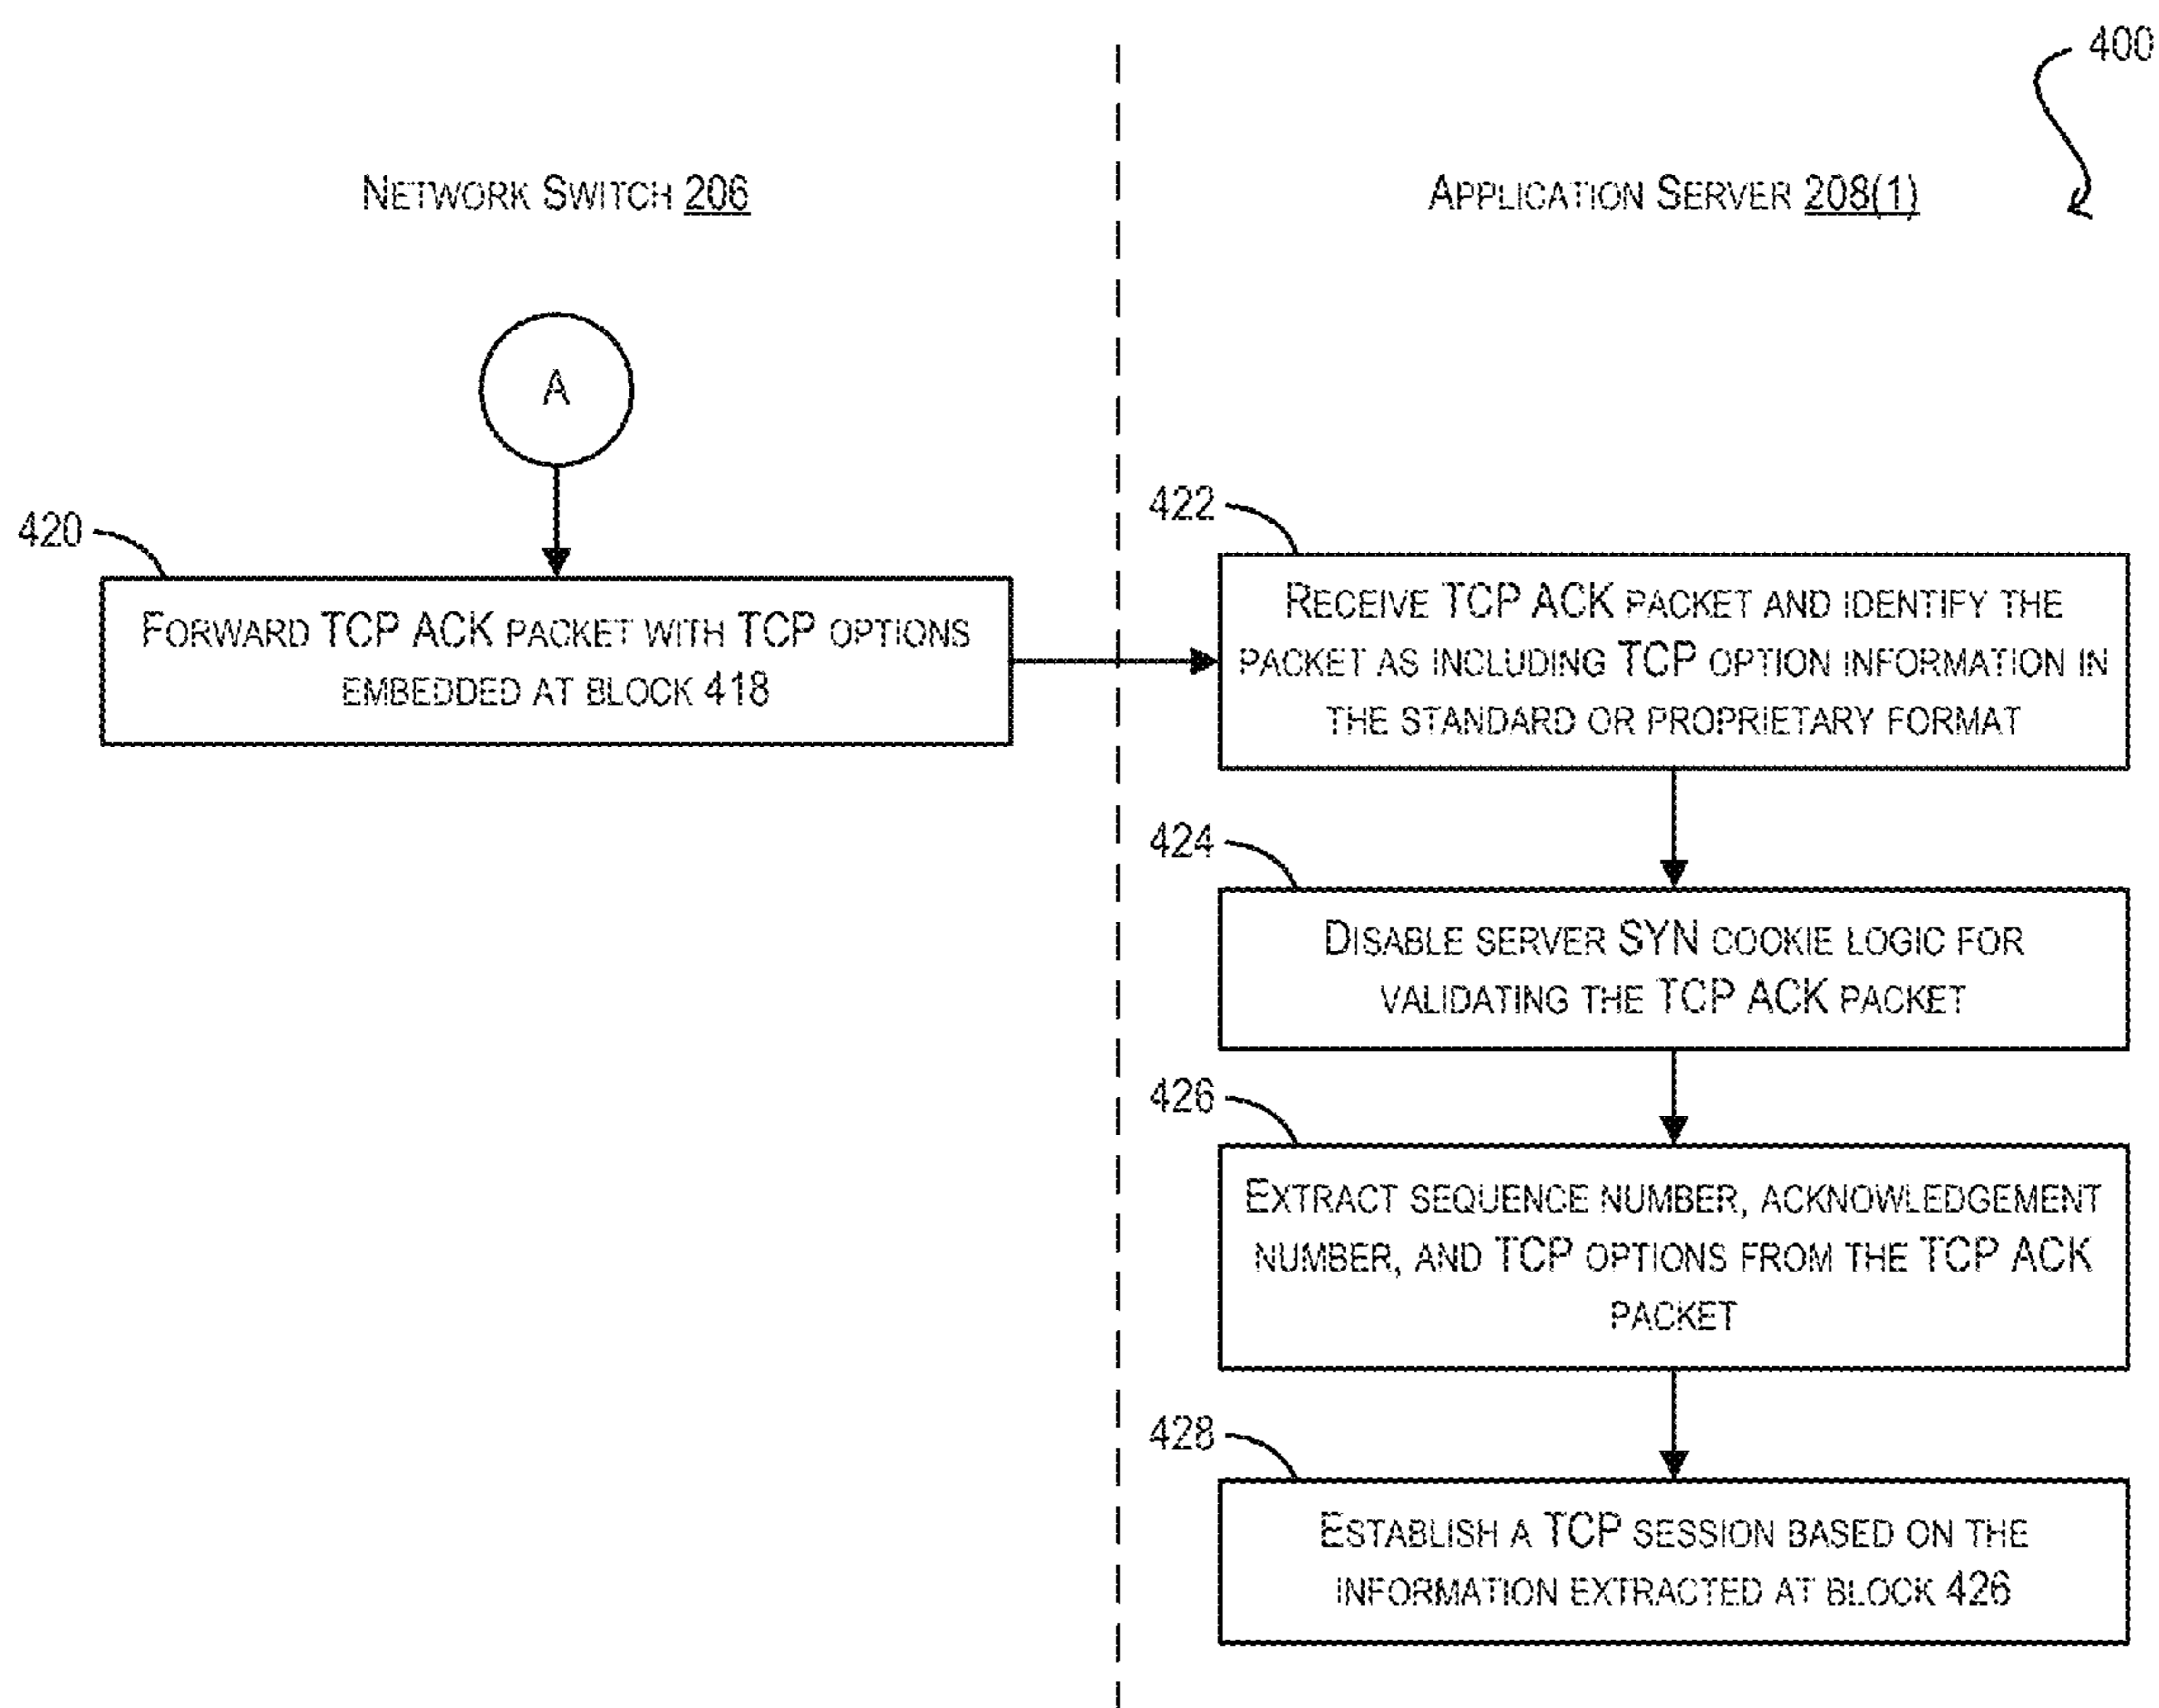 400
NETWORK SWITCH 206
APPLICATION SERVER 208(1)
A
420
FORWARD TCP ACK PACKET WITH TCP OPTIONS
EMBEDDED AT BLOCK 418
422
RECEIVE TCP ACK PACKET AND IDENTIFY THE
PACKET AS INCLUDING TCP OPTION INFORMATION IN
THE STANDARD OR PROPRIETARY FORMAT
424
DISABLE SERVER SYN COOKIE LOGIC FOR
VALIDATING THE TCP ACK PACKET
426
EXTRACT SEQUENCE NUMBER, ACKNOWLEDGEMENT
NUMBER, AND TCP OPTIONS FROM THE TCP ACK
PACKET
428
ESTABLISH A TCP SESSION BASED ON THE
INFORMATION EXTRACTED AT BLOCK 426